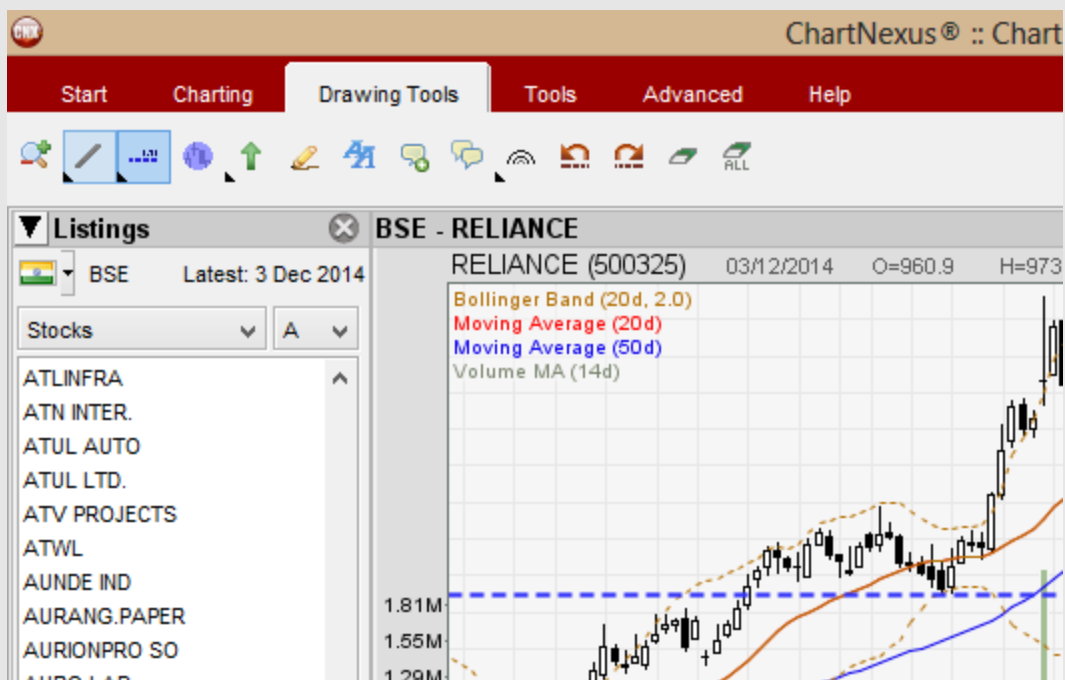 CNX
ChartNexus® :: Chart
Start Charting Drawing Tools Tools Advanced Help
ALL
Listings
BSE Latest: 3 Dec 2014
Stocks A
ATLINFRA
ATN INTER.
ATUL AUTO
ATUL LTD.
ATV PROJECTS
ATWL
AUNDE IND
AURANG.PAPER
AURIONPRO SO
BSE - RELIANCE
RELIANCE (500325) 03/12/2014 O=960.9 H=973
Bollinger Band (20d, 2.0)
Moving Average (20d)
Moving Average (50d)
Volume MA (14d)
1.81M
1.55M
1.29M